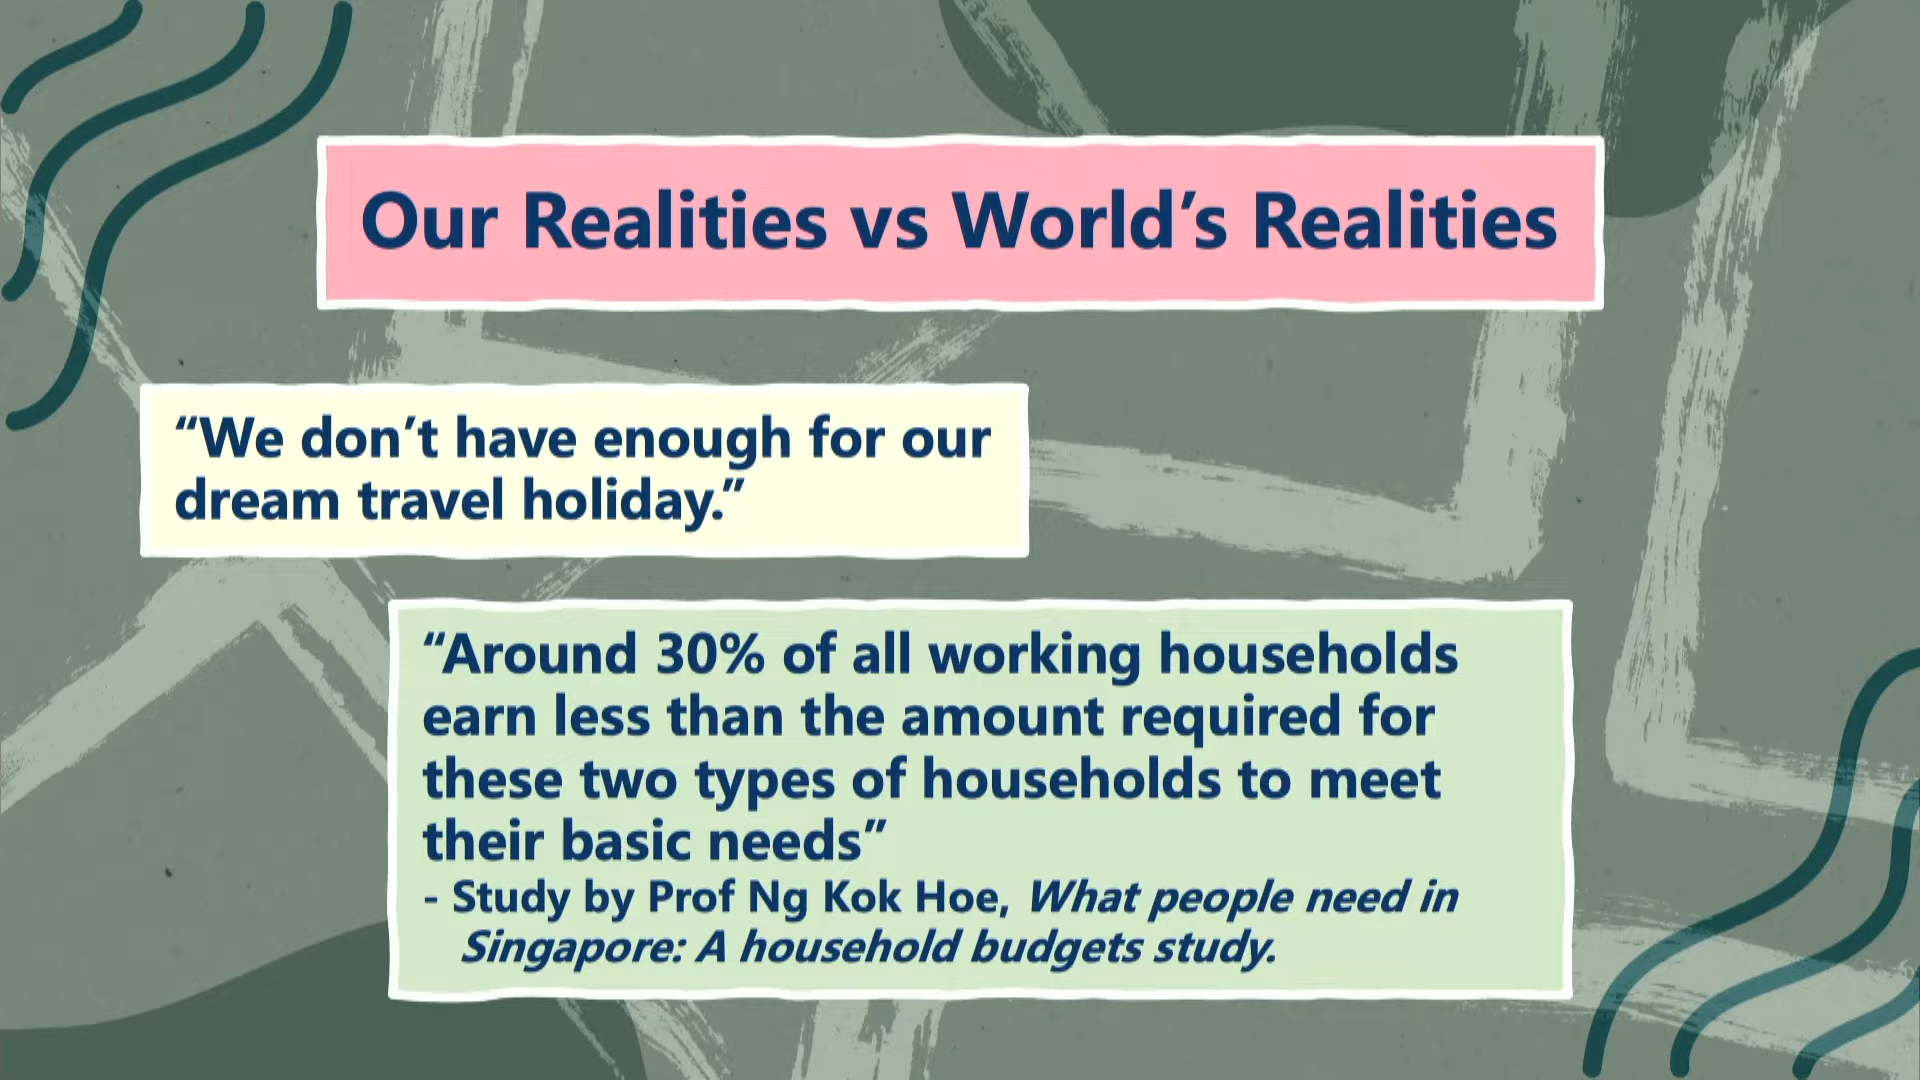 Our Realities vs World’s Realities
“We don’t have enough for our
dream travel holiday.”
“Around 30% of all working households
earn less than the amount required for
these two types of households to meet
their basic needs”
- Study by Prof Ng Kok Hoe, What people need in
Singapore: A household budgets study.